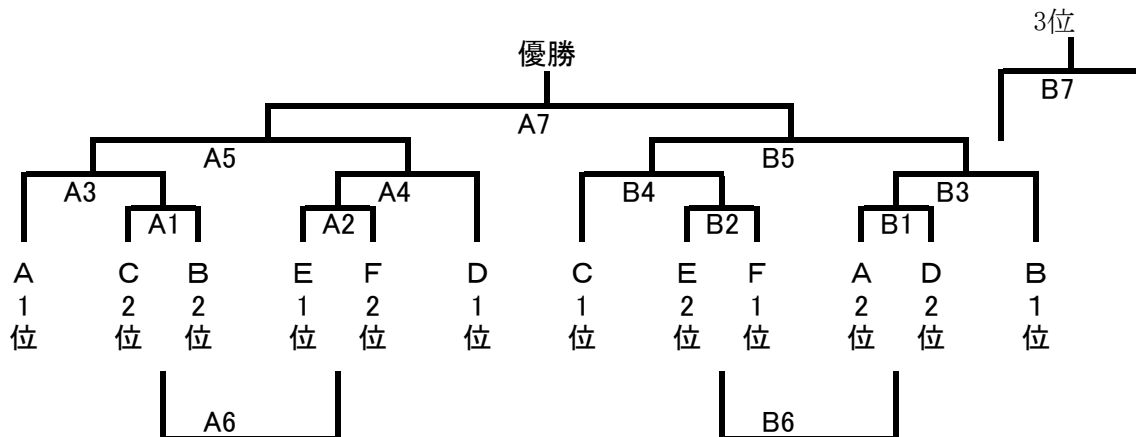 3位
優勝
B7
A7
A5 B5
A3 A4 B4 B3
A1 A2 B2 B1
A C B E F D C E F A D B
1 2 2 1 2 1 1 2 1 2 2 1
位 位 位 位 位 位 位 位 位 位 位 位
A6 B6